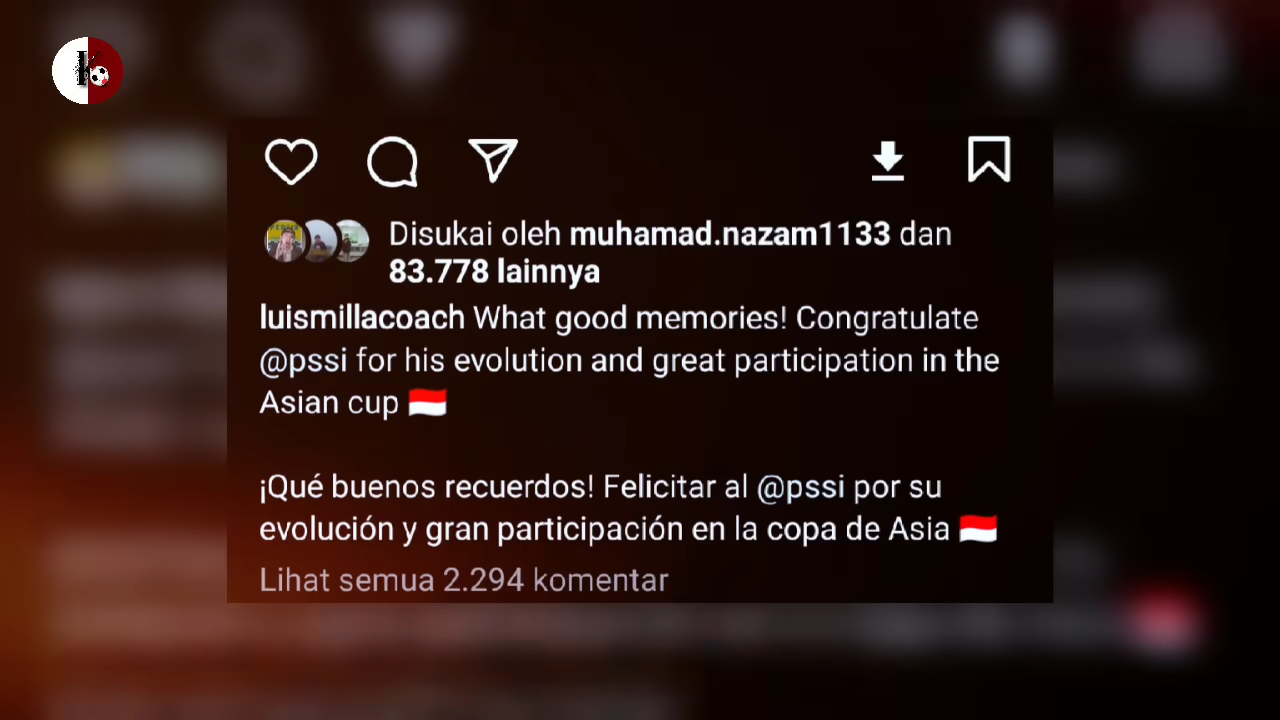 Disukai oleh muhamad.nazam1133 dan
83.778 lainnya
luismillacoach What good memories! Congratulate
@pssi for his evolution and great participation in the
Asian cup 🇮🇩
¡Qué buenos recuerdos! Felicitar al @pssi por su
evolución y gran participación en la copa de Asia 🇮🇩
Lihat semua 2.294 komentar